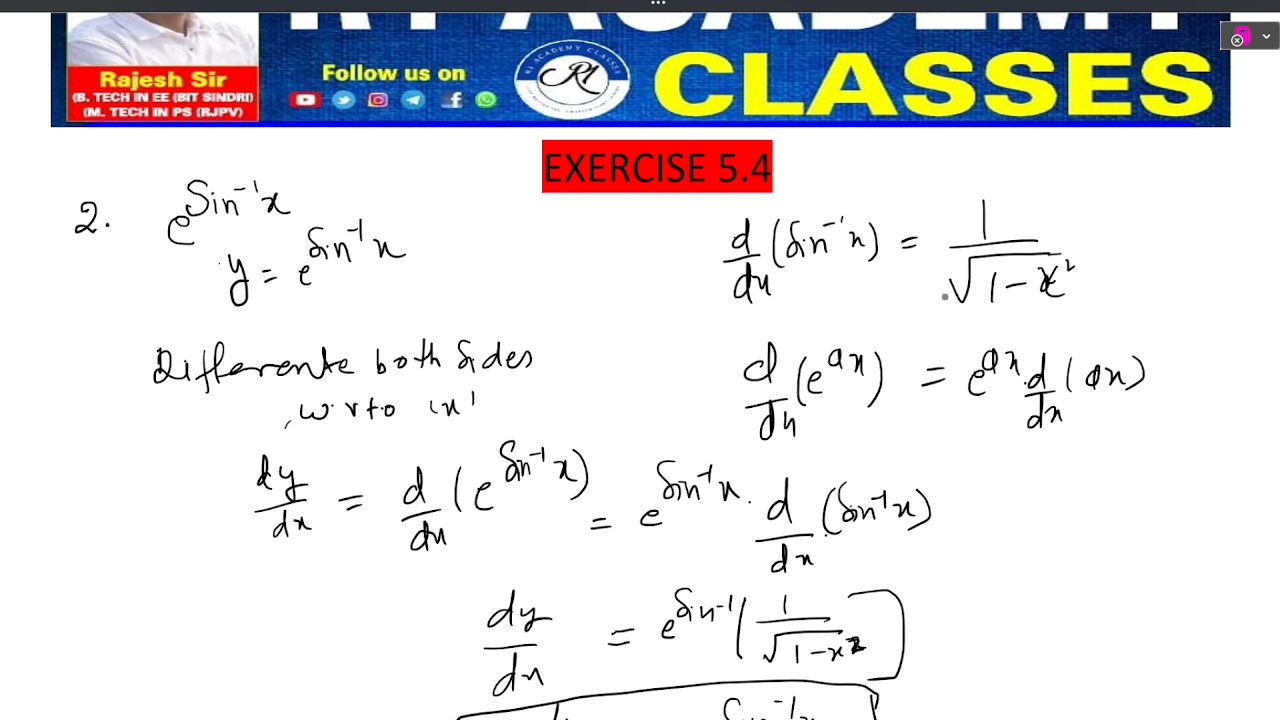 RI ACADEMY
CLASSES
Rajesh Sir
(B. TECH IN EE (BIT SINDRI)
(M. TECH IN PS (RJPV)
Follow us on
EXERCISE 5.4
2. e^{Sin⁻¹x}
y = e^{Sin⁻¹x}
d/dx (Sin⁻¹x) = 1/√(1-x²)
Differente both sides
w.r to 'x'
d/dx (e^{ax}) = e^{ax}. d/dx (ax)
dy/dx = d/dx (e^{Sin⁻¹x}) = e^{Sin⁻¹x}. d/dx (Sin⁻¹x)
dy/dx = e^{Sin⁻¹} (1/√(1-x²)